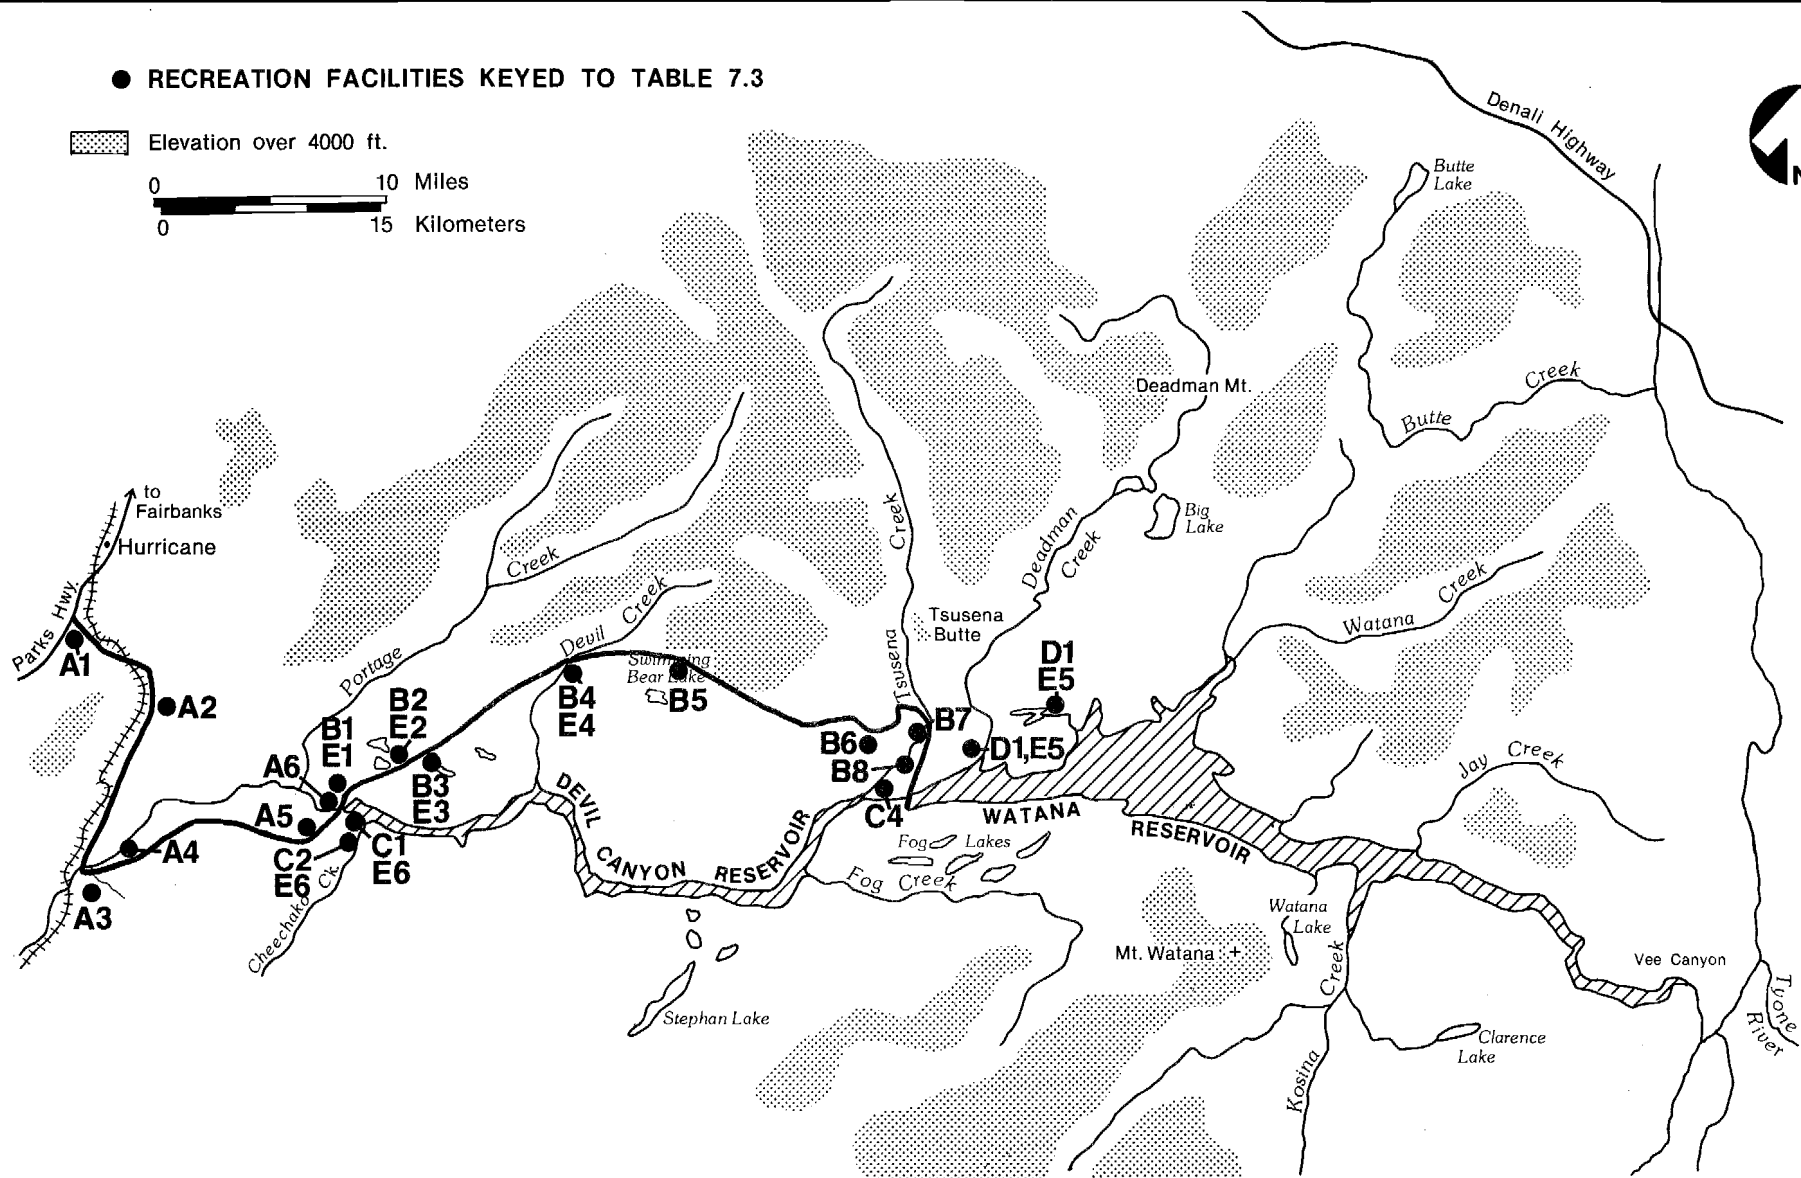 RECREATION FACILITIES KEYED TO TABLE 7.3
Elevation over 4000 ft.
0 10 Miles
0 15 Kilometers
Denali Highway
N
Butte
Lake
Deadman Mt.
Butte Creek
to
Fairbanks
Hurricane
Parks Hwy.
Big
Lake
Deadman
Creek
Tsusena Creek
Portage Creek
Devil Creek
Swimming
Bear Lake
Tsusena
Butte
Watana Creek
Jay Creek
A1
A2
A3
A4
A5
A6
B1
E1
B2
E2
B3
E3
B4
E4
B5
B6
B7
B8
C4
D1
E5
D1,E5
C1
E6
C2
E6
Cheechako Ck
DEVIL
CANYON
RESERVOIR
WATANA
RESERVOIR
Fog Lakes
Fog Creek
Stephan Lake
Mt. Watana +
Watana
Lake
Kosina Creek
Clarence
Lake
Vee Canyon
Tyone
River